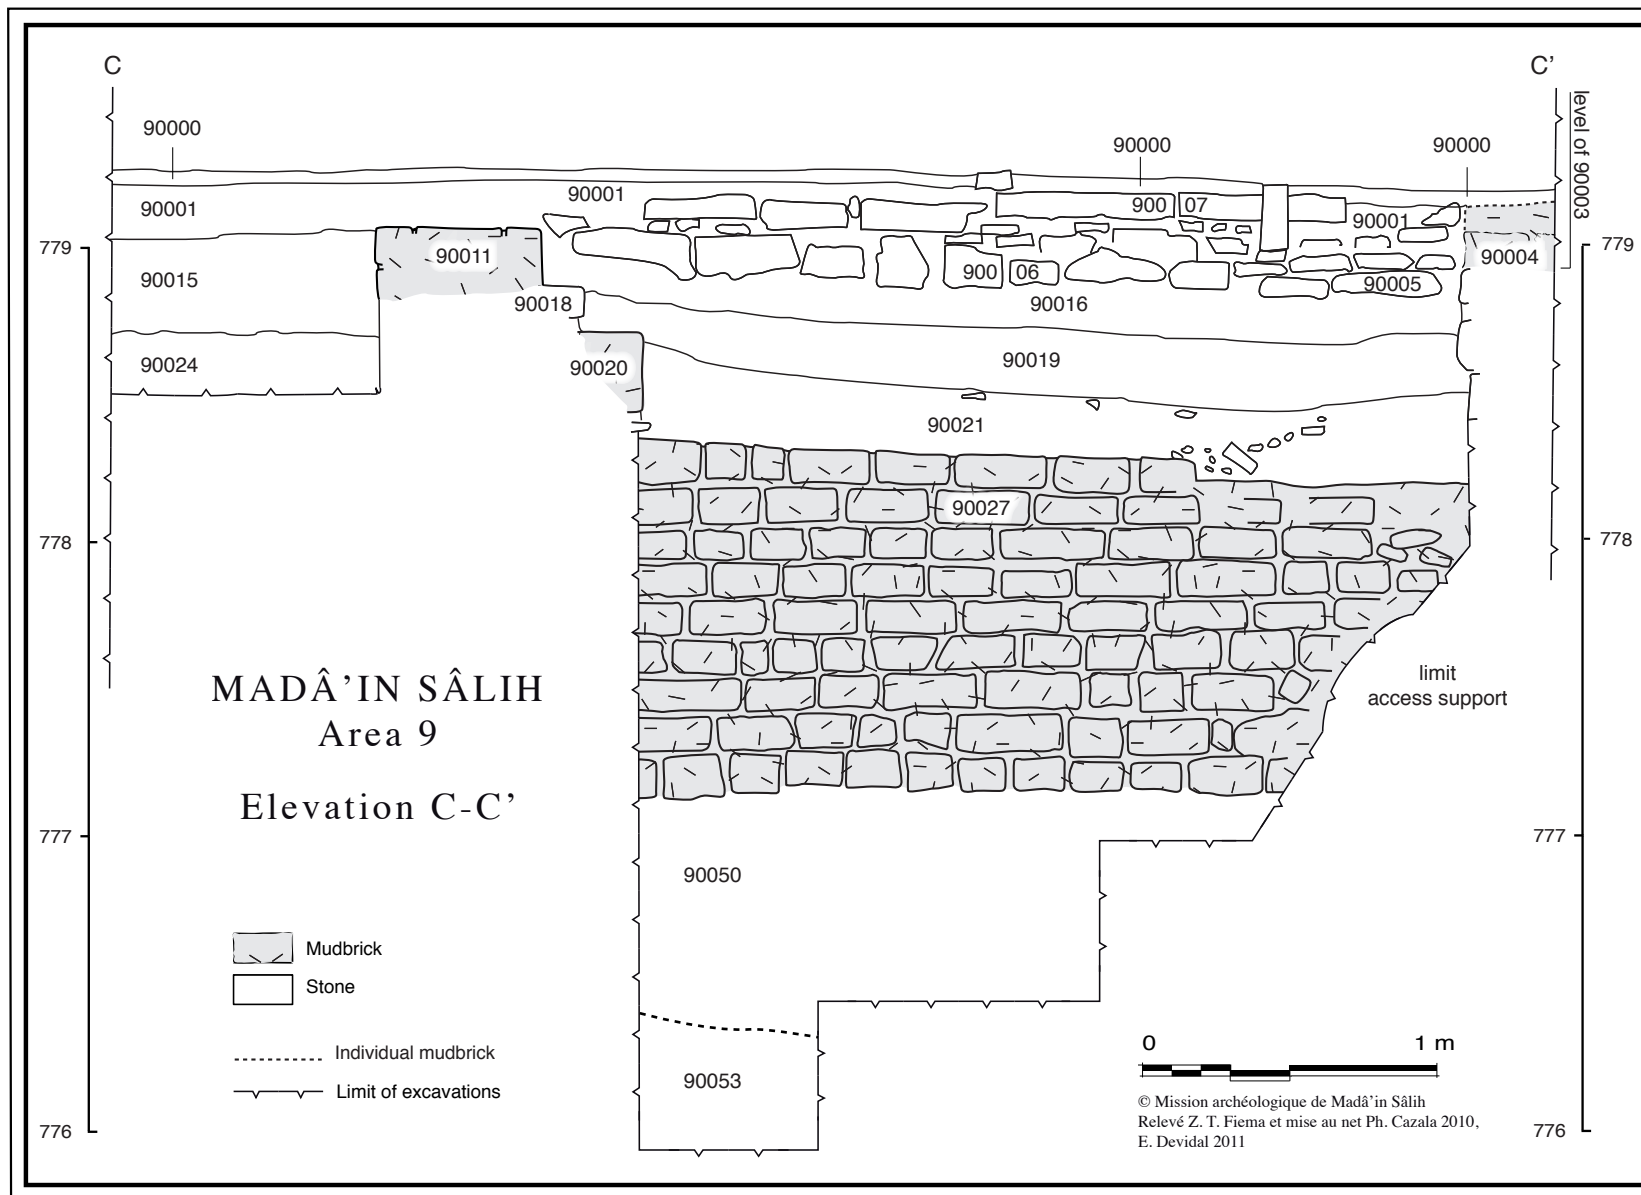 C
C’
level of 90003
90000
90000
90000
90001
90001
900
07
90001
779
90011
90015
900
06
90004
779
90005
90018
90016
90024
90020
90019
90021
90027
778
778
limit
access support
MADÂ’IN SÂLIH
Area 9
Elevation C-C’
777
777
90050
Mudbrick
Stone
Individual mudbrick
Limit of excavations
90053
0
1 m
© Mission archéologique de Madâ’in Sâlih
Relevé Z. T. Fiema et mise au net Ph. Cazala 2010,
E. Devidal 2011
776
776